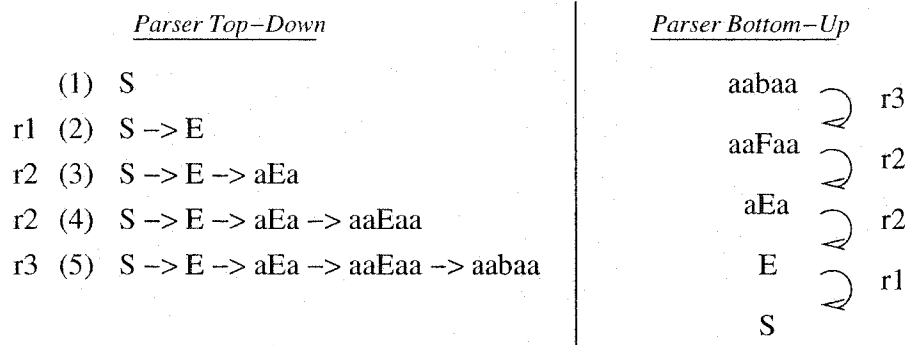 Parser Top–Down
(1) S
r1 (2) S –> E
r2 (3) S –> E –> aEa
r2 (4) S –> E –> aEa –> aaEaa
r3 (5) S –> E –> aEa –> aaEaa –> aabaa
Parser Bottom–Up
aabaa
r3
aaFaa
r2
aEa
r2
E
r1
S